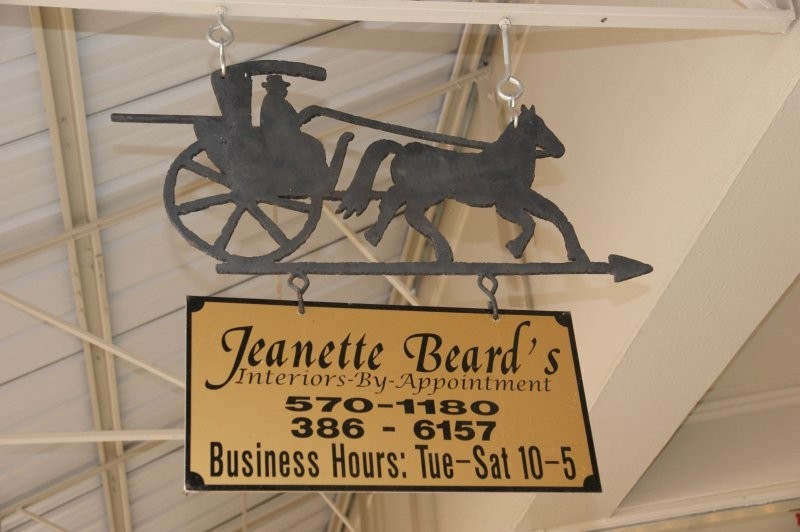 Jeanette Beard's
Interiors-By-Appointment
570-1180
386 - 6157
Business Hours: Tue-Sat 10-5